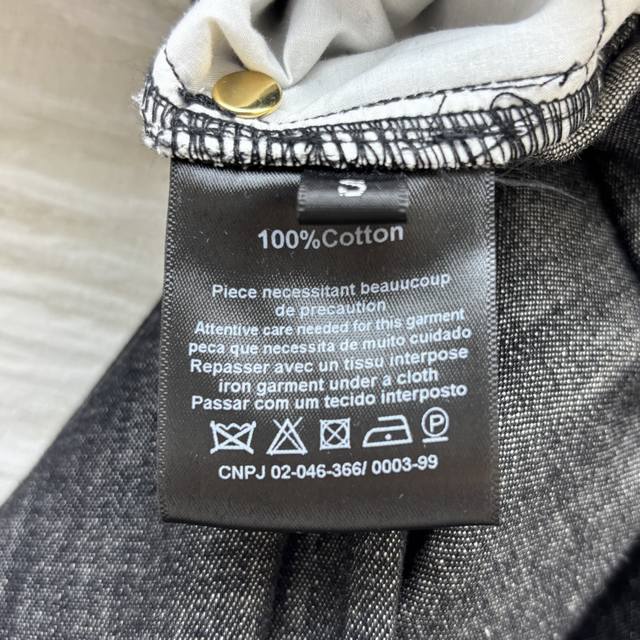 S
100%Cotton
Piece necessitant beauucoup
de precaution
Attentive care needed for this garment
peca que necessita de muito cuidado
Repasser avec un tissu interpose
iron garment under a cloth
Passar com um tecido interposto
P
CNPJ 02-046-366/ 0003-99